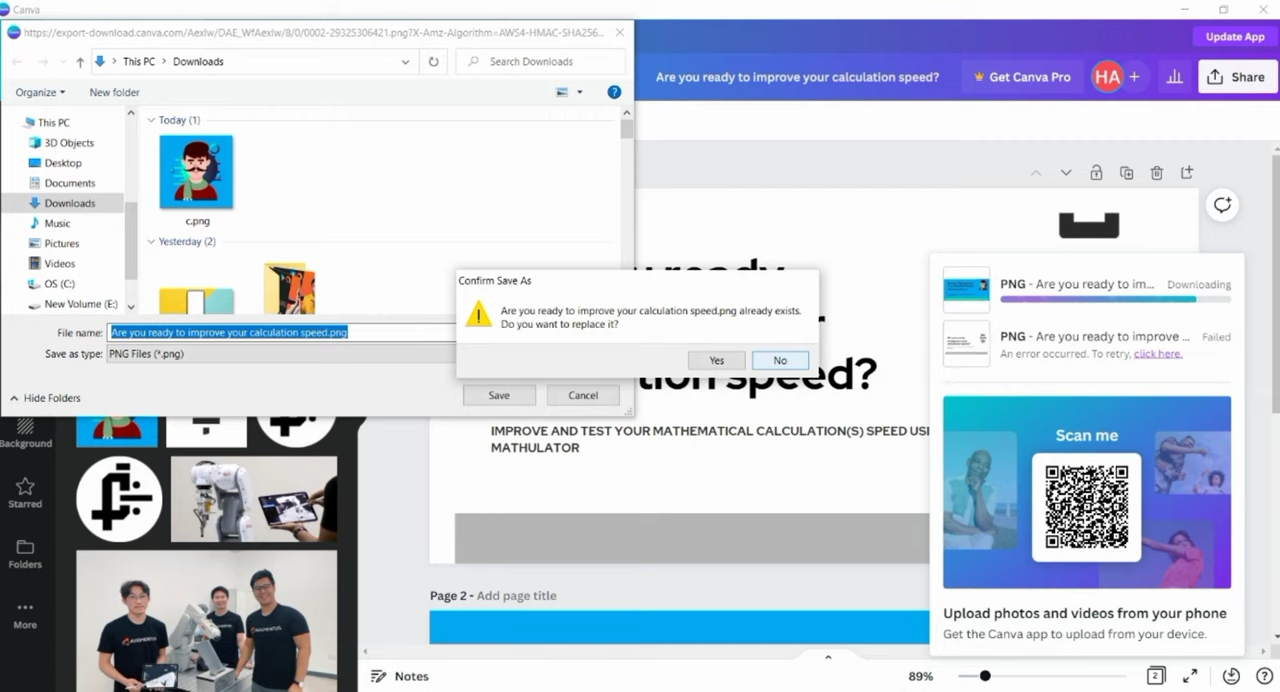 Canva
https://export-download.canva.com/Aexlw/DAE_WfAexlw/8/0/0002-29325306421.png?X-Amz-Algorithm=AWS4-HMAC-SHA256...
This PC > Downloads
Search Downloads
Organize
New folder
This PC
3D Objects
Desktop
Documents
Downloads
Music
Pictures
Videos
OS (C:)
New Volume (E:)
Today (1)
c.png
Yesterday (2)
File name: Are you ready to improve your calculation speed.png
Save as type: PNG Files (*.png)
Hide Folders
Save
Cancel
Confirm Save As
Are you ready to improve your calculation speed.png already exists.
Do you want to replace it?
Yes
No
Update App
Are you ready to improve your calculation speed?
Get Canva Pro
HA
Share
speed?
IMPROVE AND TEST YOUR MATHEMATICAL CALCULATION(S) SPEED
MATHULATOR
Page 2 - Add page title
PNG - Are you ready to im... Downloading
PNG - Are you ready to improve ... Failed
An error occurred. To retry, click here.
Scan me
Upload photos and videos from your phone
Get the Canva app to upload from your device.
Background
Starred
Folders
More
AUGMENTUS
Notes
89%
2